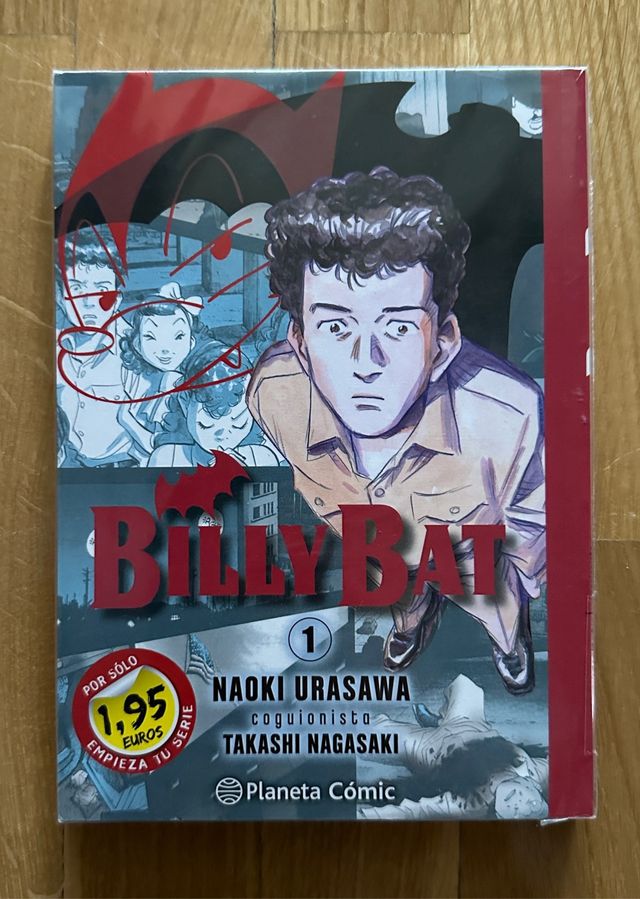 BILLY BAT
1
NAOKI URASAWA
coguionista
TAKASHI NAGASAKI
Planeta Cómic
POR SÓLO
1,95
EUROS
EMPIEZA TU SERIE